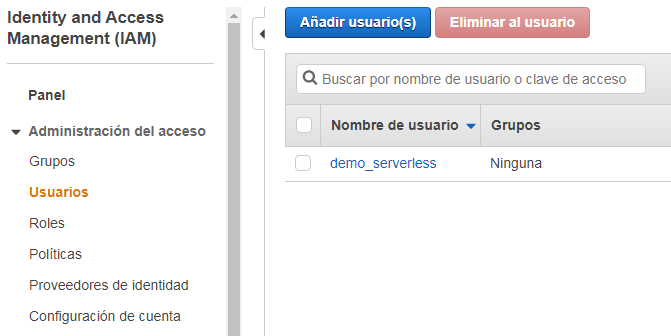 Identity and Access
Management (IAM)
Panel
Administración del acceso
Grupos
Usuarios
Roles
Políticas
Proveedores de identidad
Configuración de cuenta
Añadir usuario(s)
Eliminar al usuario
Buscar por nombre de usuario o clave de acceso
Nombre de usuario
Grupos
demo_serverless
Ninguna